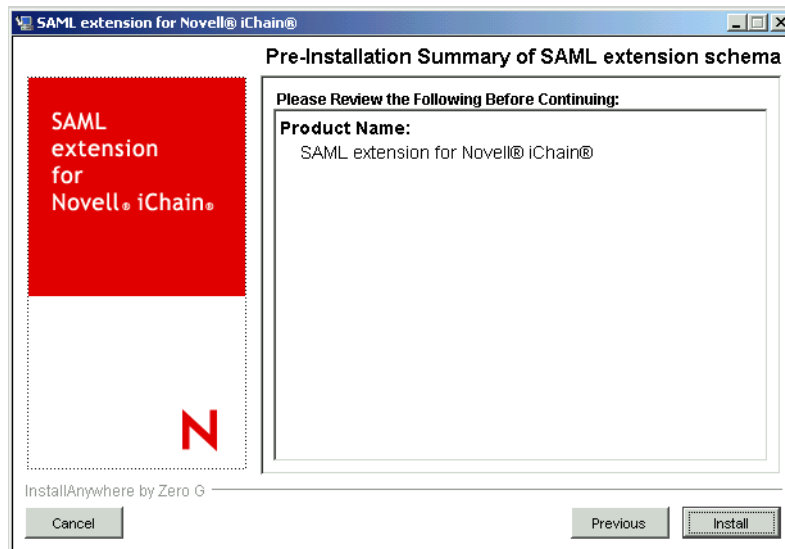 SAML extension for Novell® iChain®
Pre-Installation Summary of SAML extension schema
SAML
extension
for
Novell® iChain®
Please Review the Following Before Continuing:
Product Name:
SAML extension for Novell® iChain®
N
InstallAnywhere by Zero G
Cancel
Previous
Install